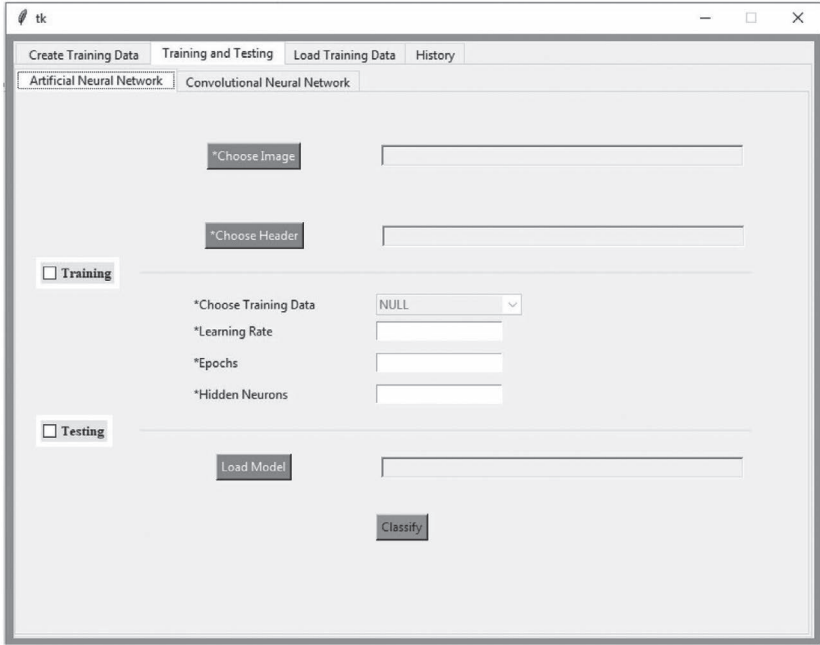 tk
Create Training Data Training and Testing Load Training Data History
Artificial Neural Network Convolutional Neural Network
*Choose Image
*Choose Header
Training
*Choose Training Data NULL
*Learning Rate
*Epochs
*Hidden Neurons
Testing
Load Model
Classify